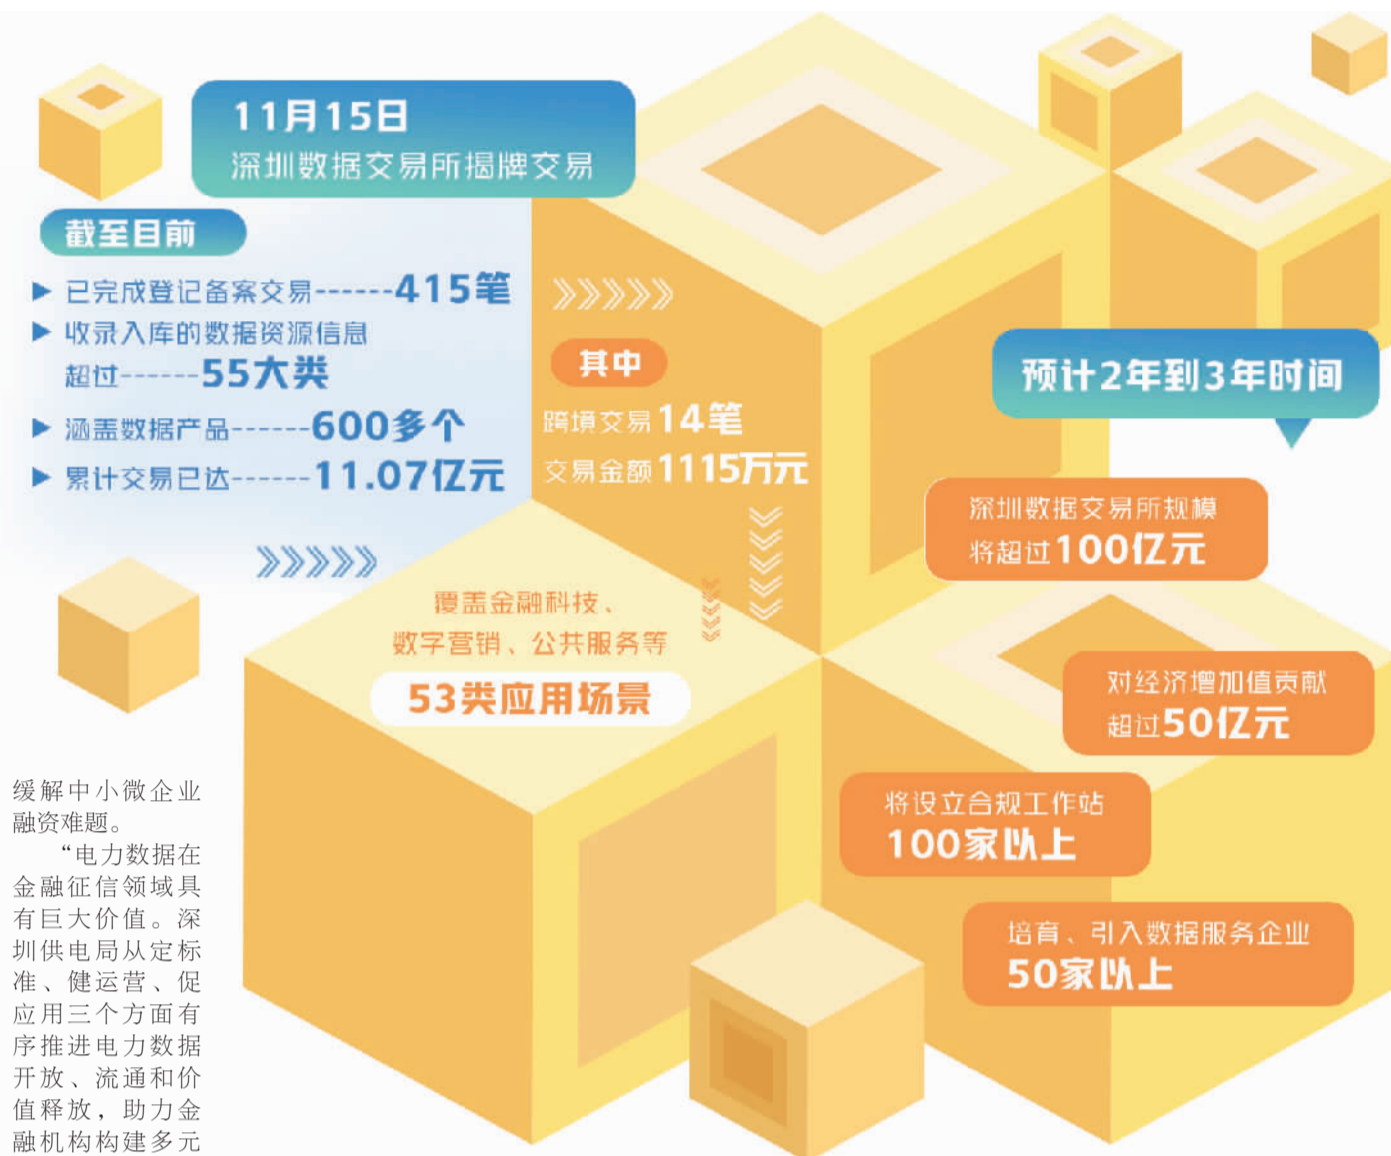 11月15日
深圳数据交易所揭牌交易
截至目前
已完成登记备案交易------415笔
收录入库的数据资源信息
超过------55大类
涵盖数据产品------600多个
累计交易已达------11.07亿元
其中
跨境交易14笔
交易金额1115万元
覆盖金融科技、
数字营销、公共服务等
53类应用场景
预计2年到3年时间
深圳数据交易所规模
将超过100亿元
对经济增加值贡献
超过50亿元
将设立合规工作站
100家以上
培育、引入数据服务企业
50家以上
缓解中小微企业
融资难题。
“电力数据在
金融征信领域具
有巨大价值。深
圳供电局从定标
准、健运营、促
应用三个方面有
序推进电力数据
开放、流通和价
值释放，助力金
融机构构建多元